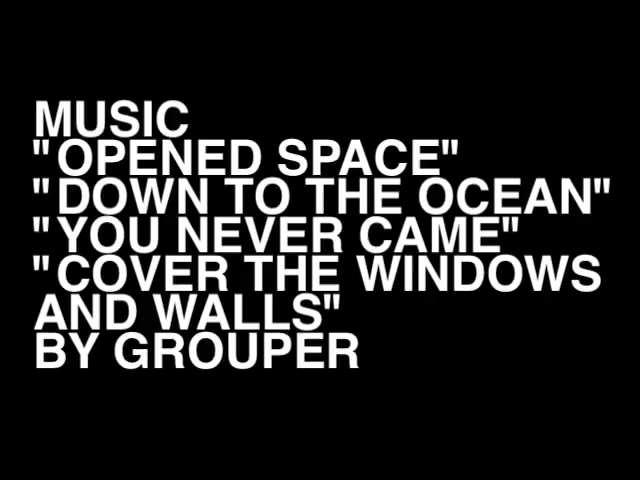 MUSIC
"OPENED SPACE"
"DOWN TO THE OCEAN"
"YOU NEVER CAME"
"COVER THE WINDOWS
AND WALLS"
BY GROUPER